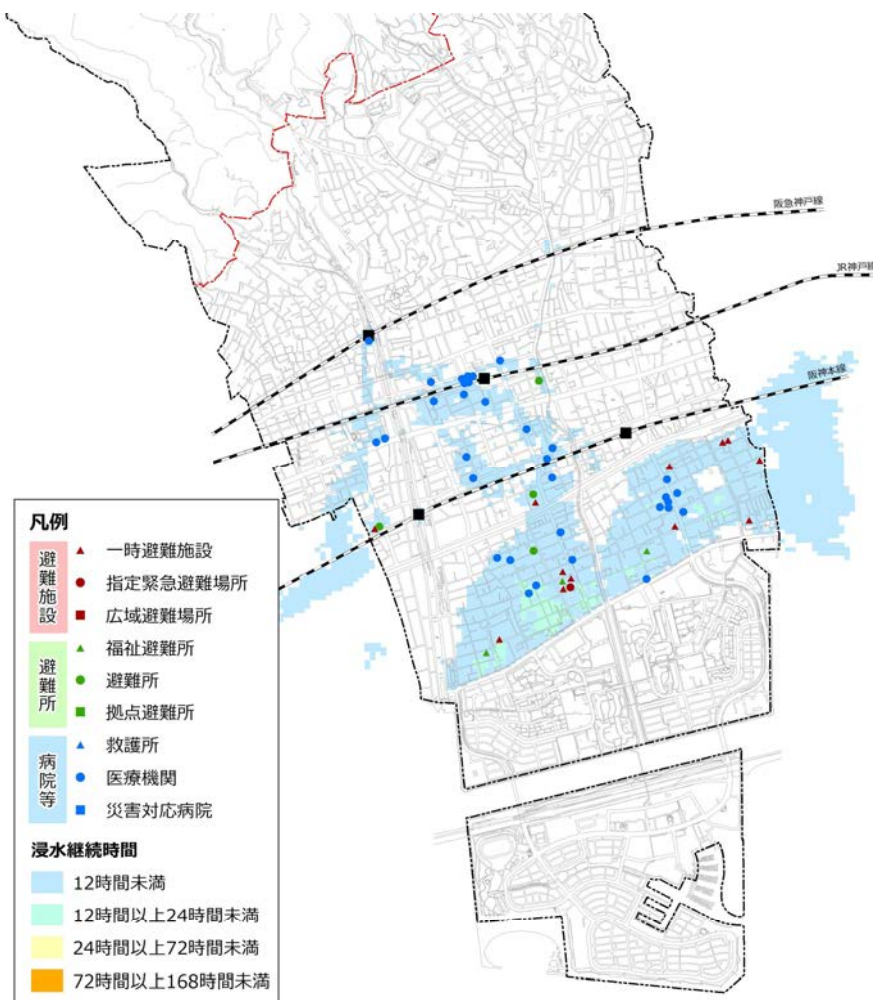 阪急神戸線
JR神戸線
阪神本線
凡例
避難施設
一時避難施設
指定緊急避難場所
広域避難場所
避難所
福祉避難所
避難所
拠点避難所
病院等
救護所
医療機関
災害対応病院
浸水継続時間
12時間未満
12時間以上24時間未満
24時間以上72時間未満
72時間以上168時間未満